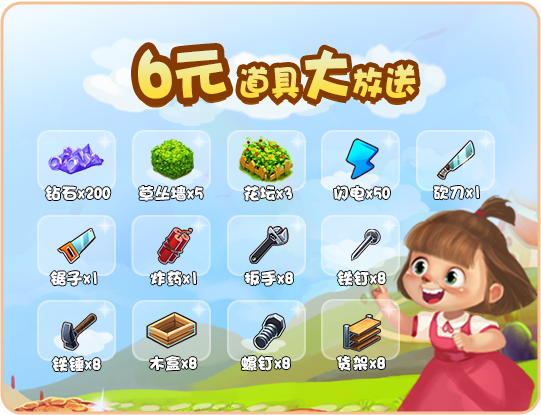 6元道具大放送
钻石x200 草丛墙x5 花坛x3 闪电x50 砍刀x1
锯子x1 炸药x1 扳手x8 铁钉x8
铁锤x8 木盒x8 螺钉x8 货架x8